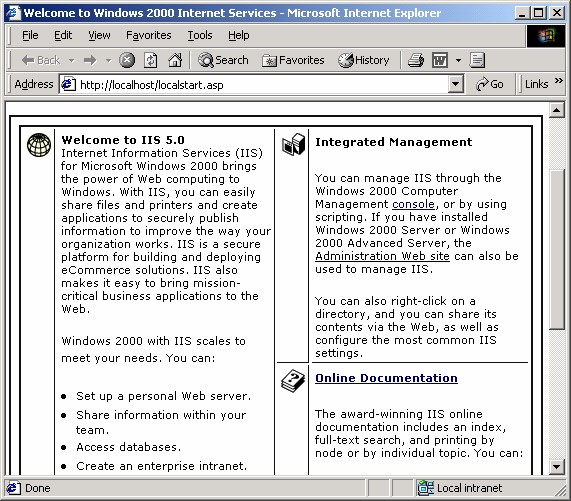 Welcome to Windows 2000 Internet Services - Microsoft Internet Explorer
File Edit View Favorites Tools Help
Back Search Favorites History
Address http://localhost/localstart.asp Go Links »
Welcome to IIS 5.0
Internet Information Services (IIS)
for Microsoft Windows 2000 brings
the power of Web computing to
Windows. With IIS, you can easily
share files and printers and create
applications to securely publish
information to improve the way your
organization works. IIS is a secure
platform for building and deploying
eCommerce solutions. IIS also
makes it easy to bring mission-
critical business applications to the
Web.
Windows 2000 with IIS scales to
meet your needs. You can:
• Set up a personal Web server.
• Share information within your
team.
• Access databases.
• Create an enterprise intranet.
Integrated Management
You can manage IIS through the
Windows 2000 Computer
Management console, or by using
scripting. If you have installed
Windows 2000 Server or Windows
2000 Advanced Server, the
Administration Web site can also be
used to manage IIS.
You can also right-click on a
directory, and you can share its
contents via the Web, as well as
configure the most common IIS
settings.
Online Documentation
The award-winning IIS online
documentation includes an index,
full-text search, and printing by
node or by individual topic. You can:
Done Local intranet